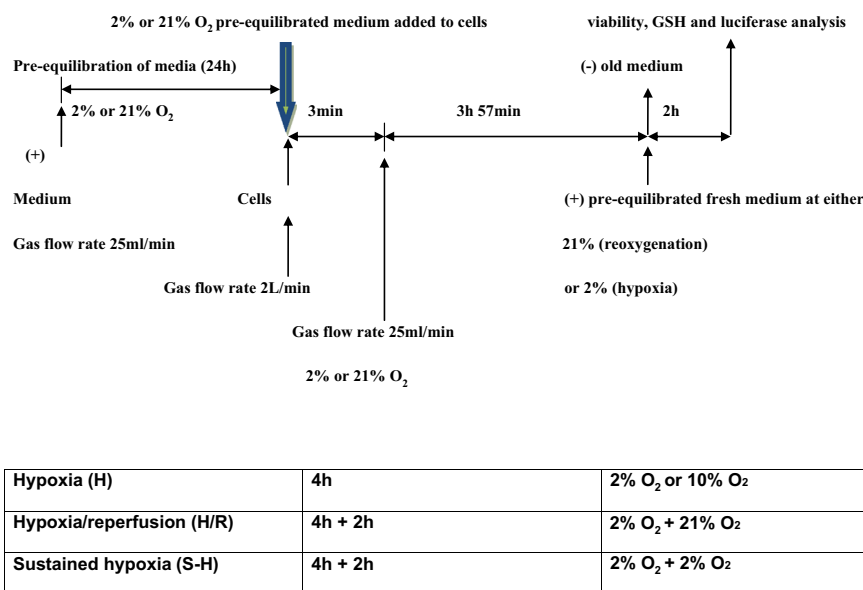 2% or 21% O2 pre-equilibrated medium added to cells
viability, GSH and luciferase analysis
Pre-equilibration of media (24h)
(-) old medium
2% or 21% O2
3min
3h 57min
2h
(+)
Medium
Cells
(+) pre-equilibrated fresh medium at either
Gas flow rate 25ml/min
21% (reoxygenation)
Gas flow rate 2L/min
or 2% (hypoxia)
Gas flow rate 25ml/min
2% or 21% O2
Hypoxia (H) 4h 2% O2 or 10% O2
Hypoxia/reperfusion (H/R) 4h + 2h 2% O2 + 21% O2
Sustained hypoxia (S-H) 4h + 2h 2% O2 + 2% O2